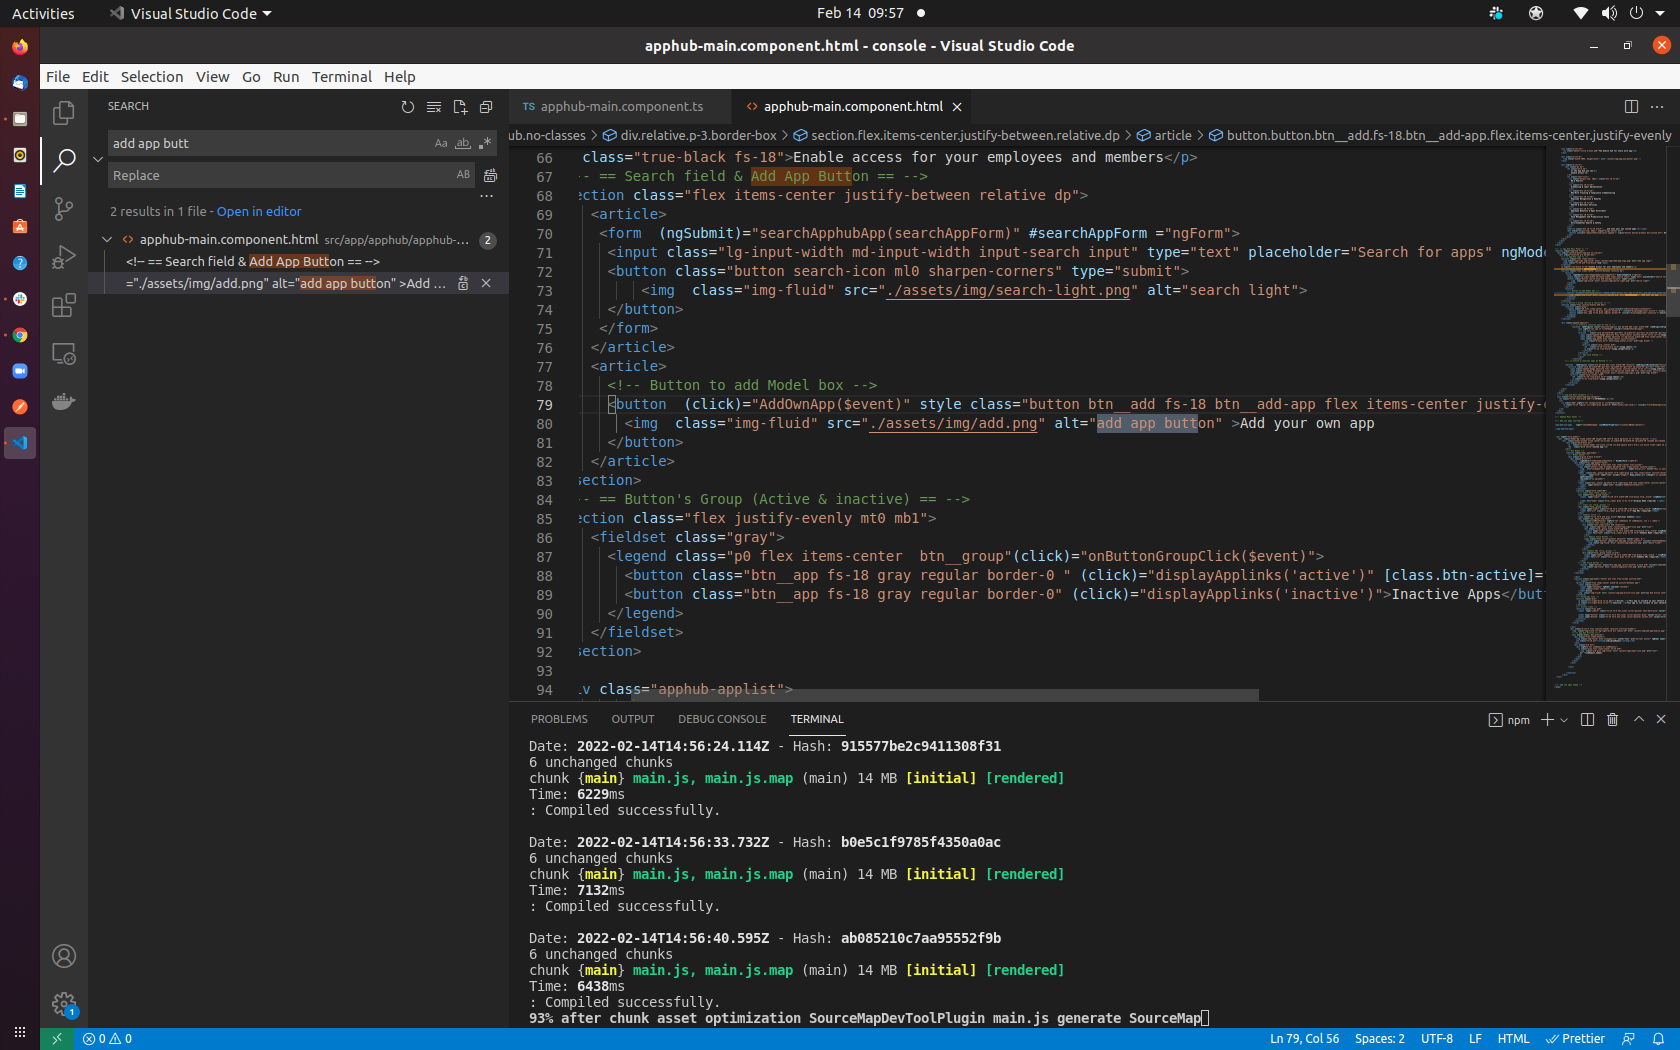 Activities
Visual Studio Code
Feb 14 09:57
apphub-main.component.html - console - Visual Studio Code
File Edit Selection View Go Run Terminal Help
SEARCH
add app butt
Aa
ab
Replace
AB
2 results in 1 file - Open in editor
apphub-main.component.html src/app/apphub/apphub-... 2
<!-- == Search field & Add App Button == -->
="./assets/img/add.png" alt="add app button" >Add ...
TS apphub-main.component.ts
apphub-main.component.html
ub.no-classes > div.relative.p-3.border-box > section.flex.items-center.justify-between.relative.dp > article > button.button.btn__add.fs-18.btn__add-app.flex.items-center.justify-evenly
66 class="true-black fs-18">Enable access for your employees and members</p>
67 -- == Search field & Add App Button == -->
68 ction class="flex items-center justify-between relative dp">
69 <article>
70 <form  (ngSubmit)="searchApphubApp(searchAppForm)" #searchAppForm ="ngForm">
71 <input class="lg-input-width md-input-width input-search input" type="text" placeholder="Search for apps" ngMode
72 <button class="button search-icon ml0 sharpen-corners" type="submit">
73 <img  class="img-fluid" src="./assets/img/search-light.png" alt="search light">
74 </button>
75 </form>
76 </article>
77 <article>
78 <!-- Button to add Model box -->
79 <button  (click)="AddOwnApp($event)" style class="button btn__add fs-18 btn__add-app flex items-center justify-e
80 <img  class="img-fluid" src="./assets/img/add.png" alt="add app button" >Add your own app
81 </button>
82 </article>
83 section>
84 -- == Button's Group (Active & inactive) == -->
85 ction class="flex justify-evenly mt0 mb1">
86 <fieldset class="gray">
87 <legend class="p0 flex items-center  btn__group"(click)="onButtonGroupClick($event)">
88 <button class="btn__app fs-18 gray regular border-0 " (click)="displayApplinks('active')" [class.btn-active]="
89 <button class="btn__app fs-18 gray regular border-0" (click)="displayApplinks('inactive')">Inactive Apps</butt
90 </legend>
91 </fieldset>
92 section>
93
94 iv class="apphub-applist">
PROBLEMS OUTPUT DEBUG CONSOLE TERMINAL
npm
Date: 2022-02-14T14:56:24.114Z - Hash: 915577be2c9411308f31
6 unchanged chunks
chunk {main} main.js, main.js.map (main) 14 MB [initial] [rendered]
Time: 6229ms
: Compiled successfully.
Date: 2022-02-14T14:56:33.732Z - Hash: b0e5c1f9785f4350a0ac
6 unchanged chunks
chunk {main} main.js, main.js.map (main) 14 MB [initial] [rendered]
Time: 7132ms
: Compiled successfully.
Date: 2022-02-14T14:56:40.595Z - Hash: ab085210c7aa95552f9b
6 unchanged chunks
chunk {main} main.js, main.js.map (main) 14 MB [initial] [rendered]
Time: 6438ms
: Compiled successfully.
93% after chunk asset optimization SourceMapDevToolPlugin main.js generate SourceMap
1
0 0
Ln 79, Col 56 Spaces: 2 UTF-8 LF HTML Prettier